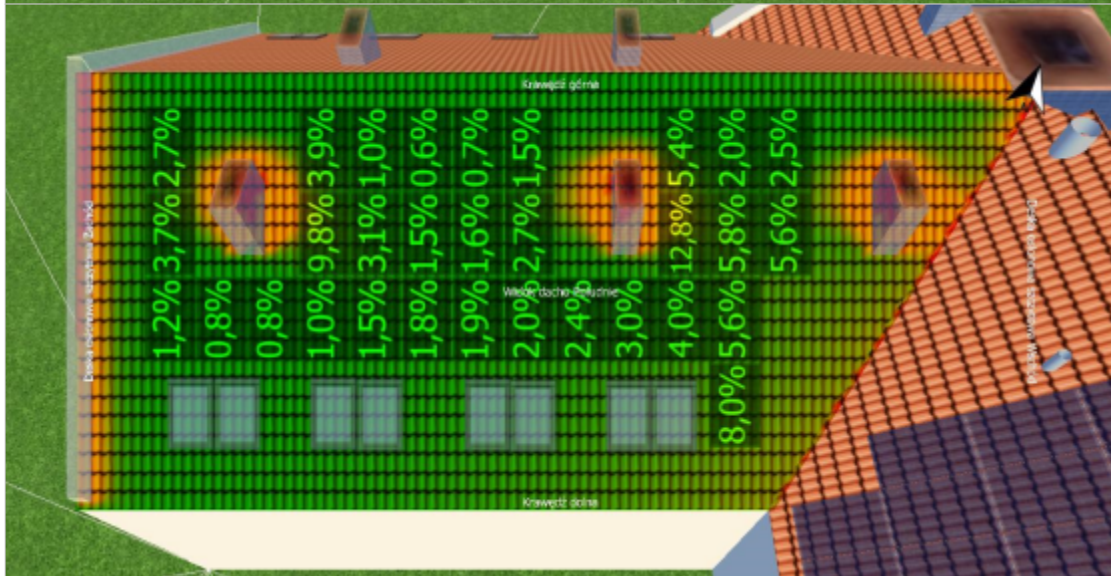 Krawędź górna
2,7% 3,9% 1,0% 0,6% 0,7% 1,5% 5,4% 2,0% 2,5%
3,7% 9,8% 3,1% 1,5% 1,6% 2,7% 12,8% 5,8% 5,6%
1,2% 0,8% 0,8% 1,0% 1,5% 1,8% 1,9% 2,0% 2,4% 3,0% 4,0% 5,6%
8,0%
Krawędź dolna